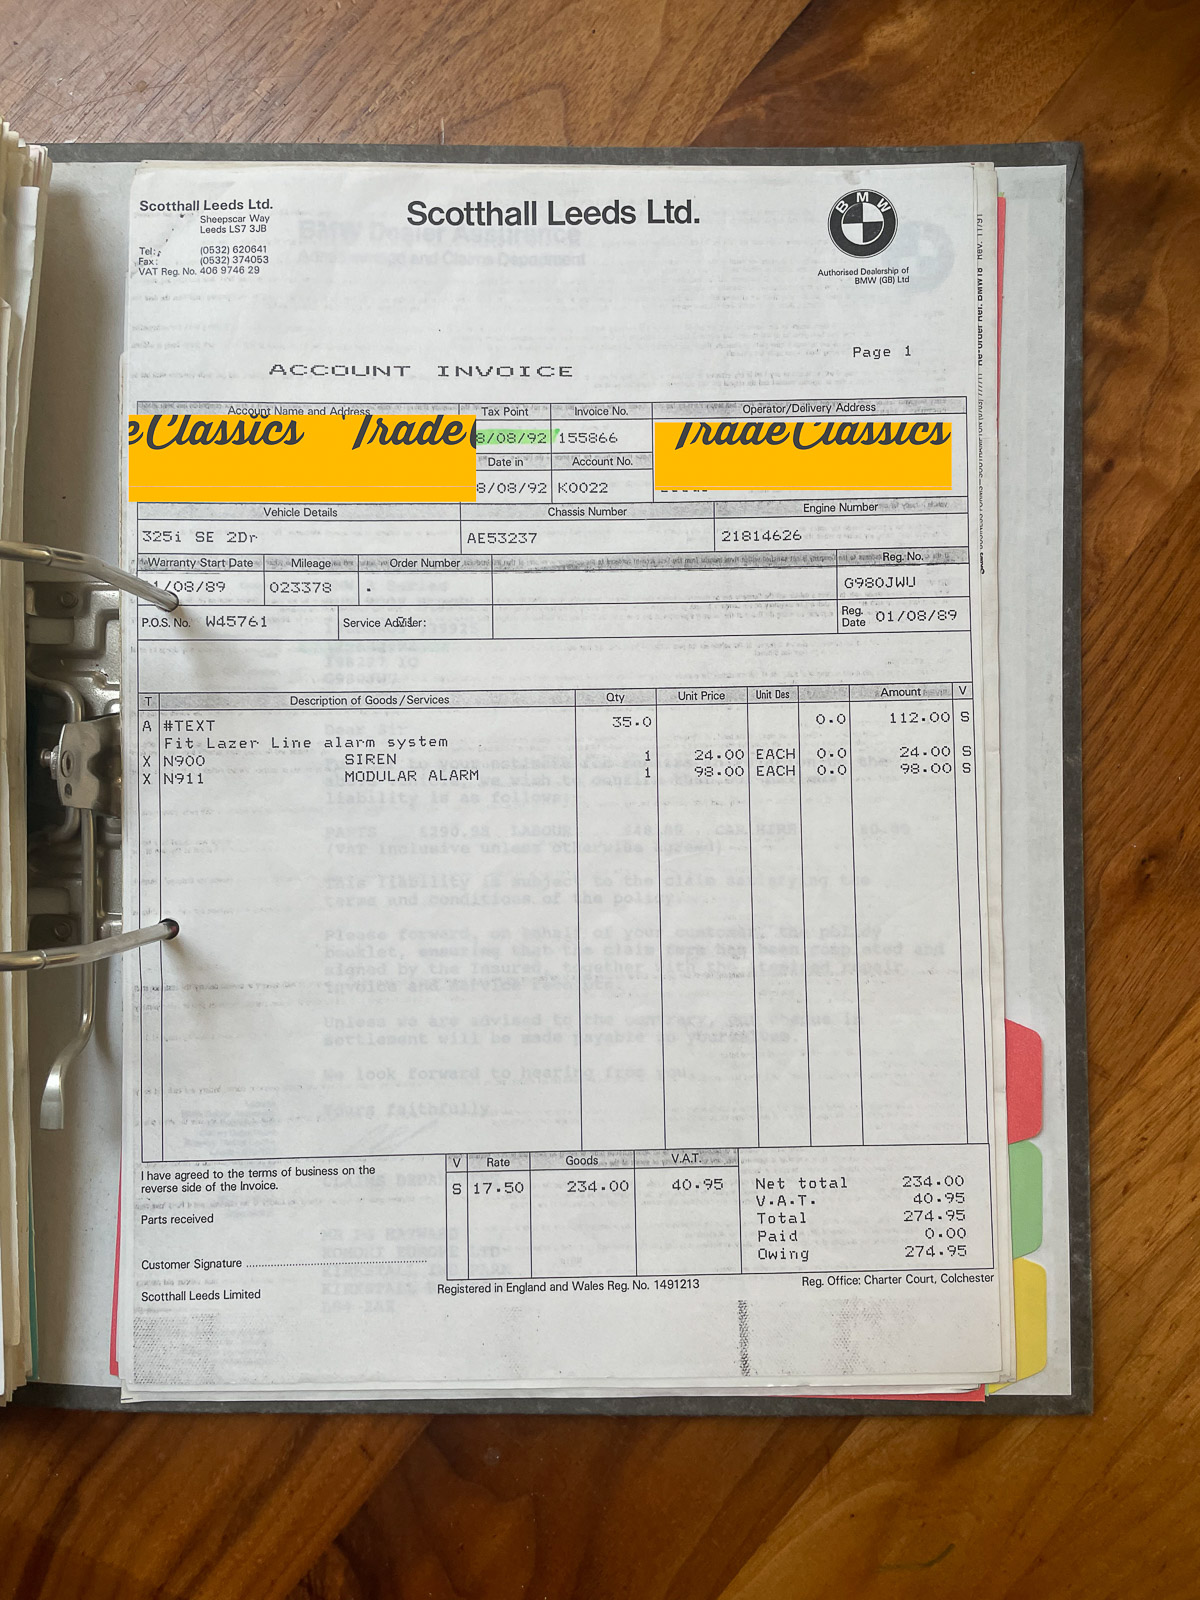 Scotthall Leeds Ltd.
Sheepscar Way
Leeds LS7 3JB
Tel: (0532) 620641
Fax: (0532) 374053
VAT Reg. No. 406 9746 29
Scotthall Leeds Ltd.
BMW
Authorised Dealership of
BMW (GB) Ltd
Page 1
ACCOUNT INVOICE
Account Name and Address
Tax Point
Invoice No.
Operator/Delivery Address
e Classics Trade C
8/08/92
155866
Trade Classics
Date in
Account No.
8/08/92
K0022
Vehicle Details
Chassis Number
Engine Number
325i SE 2Dr
AE53237
21814626
Warranty Start Date
Mileage
Order Number
Reg. No.
1/08/89
023378
.
G980JWU
P.O.S. No. W45761
Service Adviser:
Reg. Date 01/08/89
T Description of Goods/Services Qty Unit Price Unit Des Amount V
A #TEXT 35.0 0.0 112.00 S
Fit Lazer Line alarm system
X N900 SIREN 1 24.00 EACH 0.0 24.00 S
X N911 MODULAR ALARM 1 98.00 EACH 0.0 98.00 S
I have agreed to the terms of business on the
reverse side of the Invoice.
Parts received
Customer Signature
Scotthall Leeds Limited
V Rate Goods V.A.T.
S 17.50 234.00 40.95
Net total 234.00
V.A.T. 40.95
Total 274.95
Paid 0.00
Owing 274.95
Registered in England and Wales Reg. No. 1491213
Reg. Office: Charter Court, Colchester